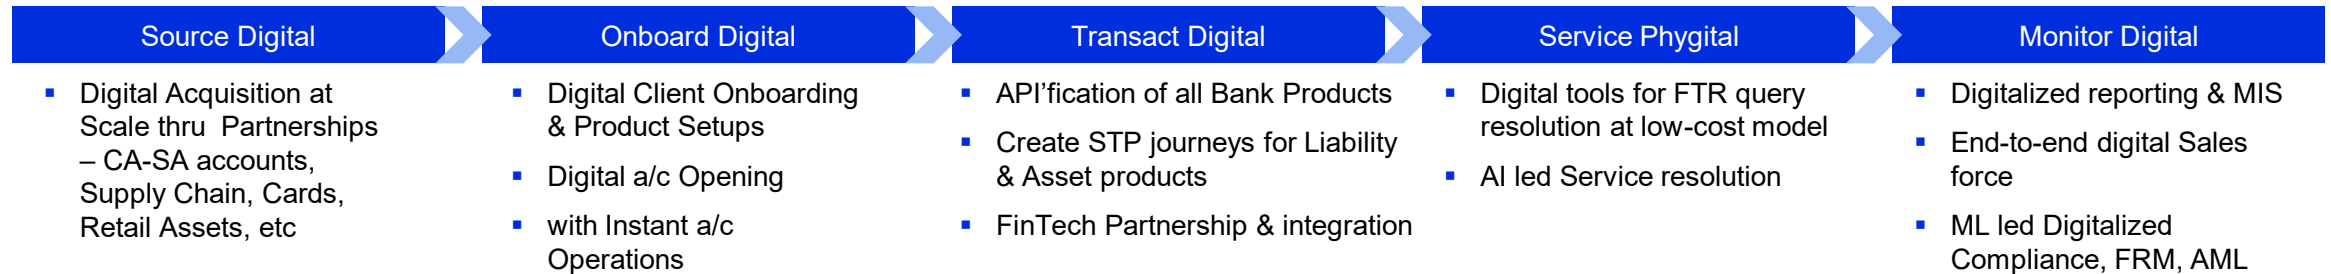 Source Digital
Onboard Digital
Transact Digital
Service Phygital
Monitor Digital
▪ Digital Acquisition at
Scale thru Partnerships
– CA-SA accounts,
Supply Chain, Cards,
Retail Assets, etc
▪ Digital Client Onboarding
& Product Setups
▪ Digital a/c Opening
▪ with Instant a/c
Operations
▪ API’fication of all Bank Products
▪ Create STP journeys for Liability
& Asset products
▪ FinTech Partnership & integration
▪ Digital tools for FTR query
resolution at low-cost model
▪ AI led Service resolution
▪ Digitalized reporting & MIS
▪ End-to-end digital Sales
force
▪ ML led Digitalized
Compliance, FRM, AML